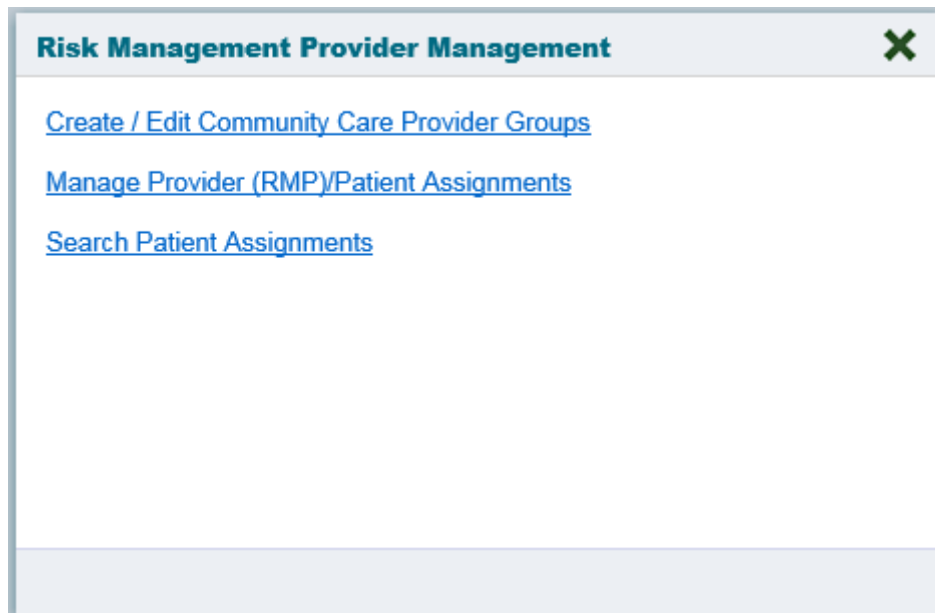 Risk Management Provider Management
Create / Edit Community Care Provider Groups
Manage Provider (RMP)/Patient Assignments
Search Patient Assignments